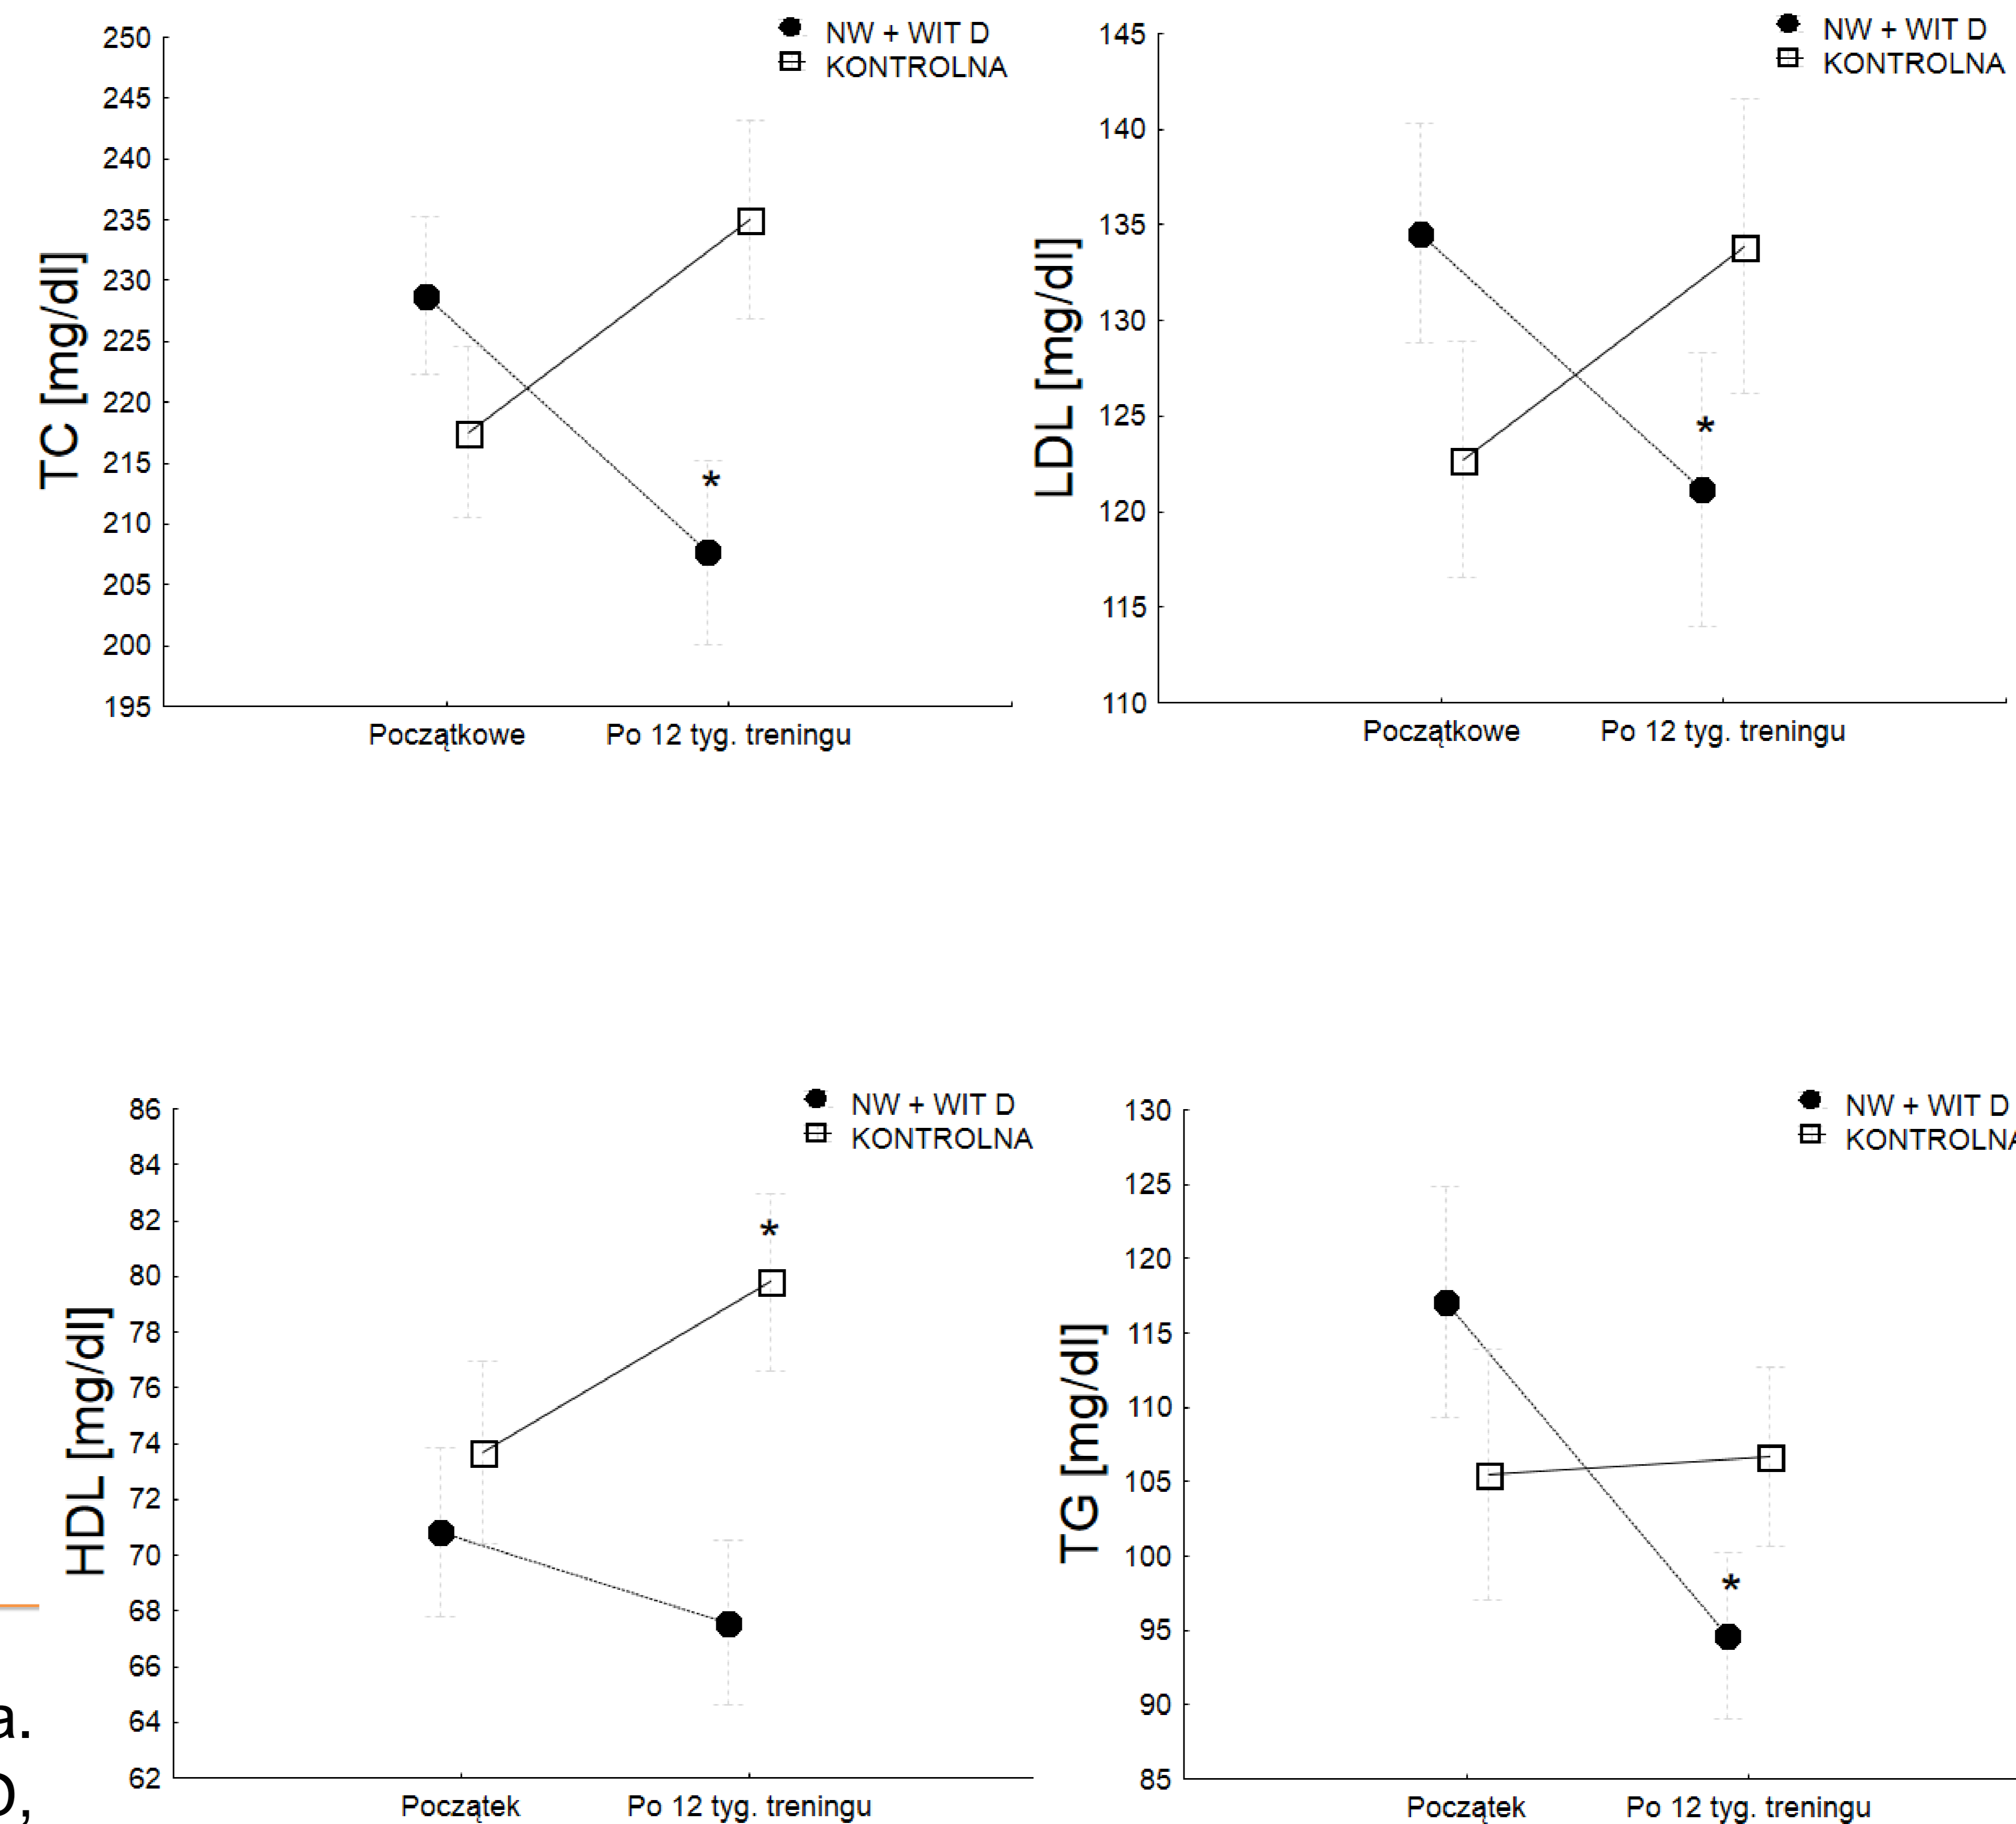 NW + WIT D
KONTROLNA
TC [mg/dl]
250
245
240
235
230
225
220
215
210
205
200
195
*
Początkowe
Po 12 tyg. treningu
NW + WIT D
KONTROLNA
LDL [mg/dl]
145
140
135
130
125
120
115
110
*
Początkowe
Po 12 tyg. treningu
NW + WIT D
KONTROLNA
HDL [mg/dl]
86
84
82
80
78
76
74
72
70
68
66
64
62
*
Początek
Po 12 tyg. treningu
NW + WIT D
KONTROLNA
TG [mg/dl]
130
125
120
115
110
105
100
95
90
85
*
Początek
Po 12 tyg. treningu
a.